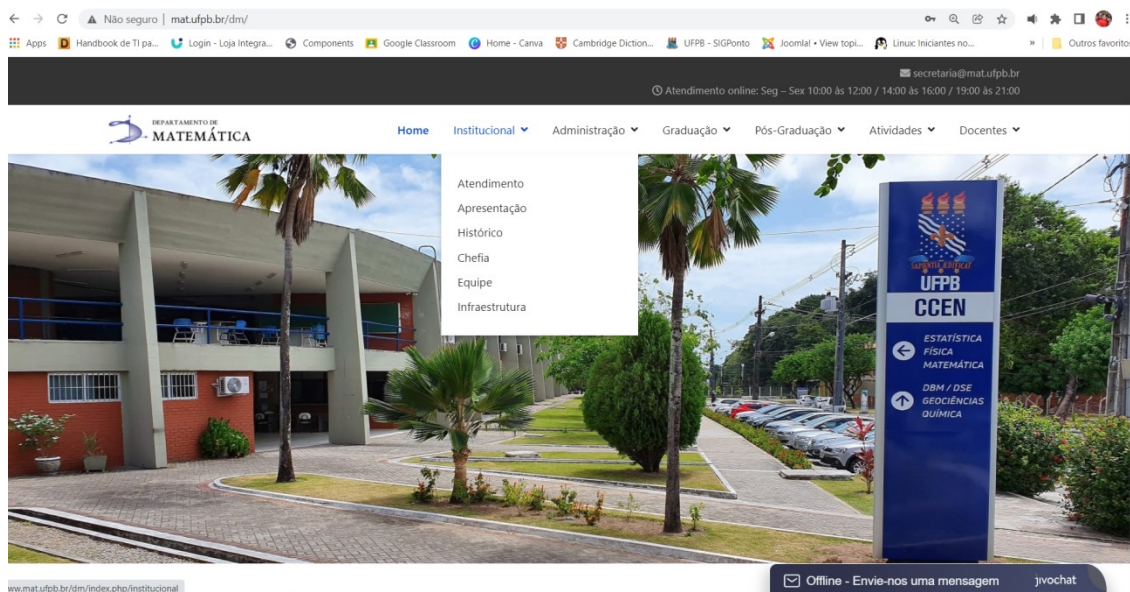 Não seguro | mat.ufpb.br/dm/
Apps Handbook de TI pa... Login - Loja Integra... Components Google Classroom Home - Canva Cambridge Diction... UFPB - SIGPonto Joomla! • View topi... Linux: Iniciantes no... » Outros favoritos
secretaria@mat.ufpb.br
Atendimento online: Seg – Sex 10:00 às 12:00 / 14:00 às 16:00 / 19:00 às 21:00
DEPARTAMENTO DE
MATEMÁTICA
Home Institucional Administração Graduação Pós-Graduação Atividades Docentes
Atendimento
Apresentação
Histórico
Chefia
Equipe
Infraestrutura
SAPIENTIA AEDIFICAT
UFPB
CCEN
ESTATÍSTICA
FÍSICA
MATEMÁTICA
DBM / DSE
GEOCIÊNCIAS
QUÍMICA
Offline - Envie-nos uma mensagem jivochat
www.mat.ufpb.br/dm/index.php/institucional